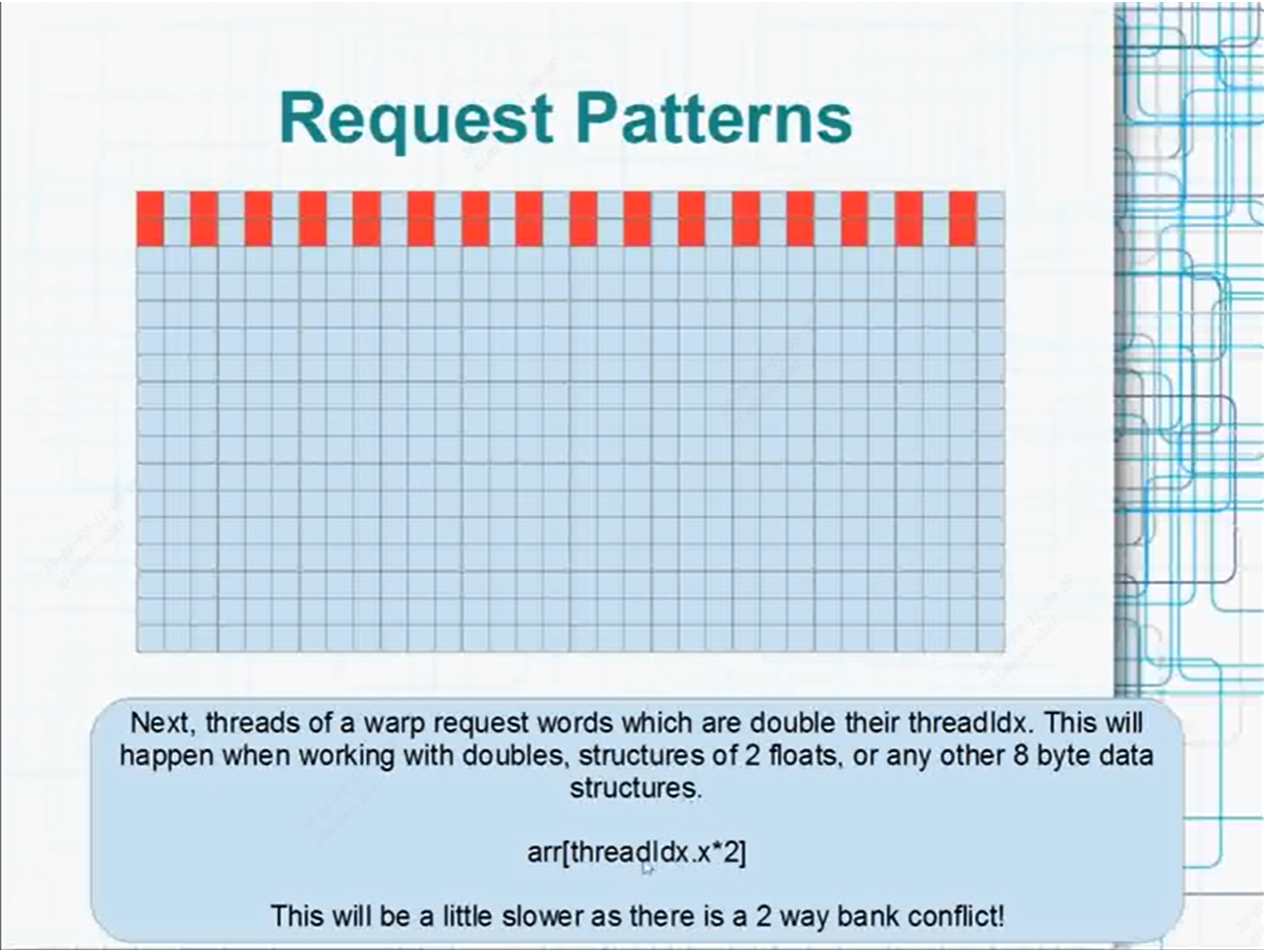 Request Patterns
Next, threads of a warp request words which are double their threadIdx. This will
happen when working with doubles, structures of 2 floats, or any other 8 byte data
structures.
arr[threadIdx.x*2]
This will be a little slower as there is a 2 way bank conflict!